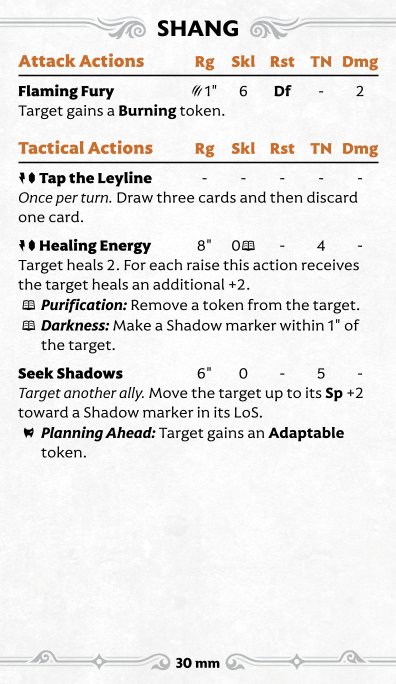 SHANG
Attack Actions Rg Skl Rst TN Dmg
Flaming Fury 1" 6 Df - 2
Target gains a Burning token.
Tactical Actions Rg Skl Rst TN Dmg
Tap the Leyline - - - - -
Once per turn. Draw three cards and then discard
one card.
Healing Energy 8" 0 - 4 -
Target heals 2. For each raise this action receives
the target heals an additional +2.
Purification: Remove a token from the target.
Darkness: Make a Shadow marker within 1" of
the target.
Seek Shadows 6" 0 - 5 -
Target another ally. Move the target up to its Sp +2
toward a Shadow marker in its LoS.
Planning Ahead: Target gains an Adaptable
token.
30 mm